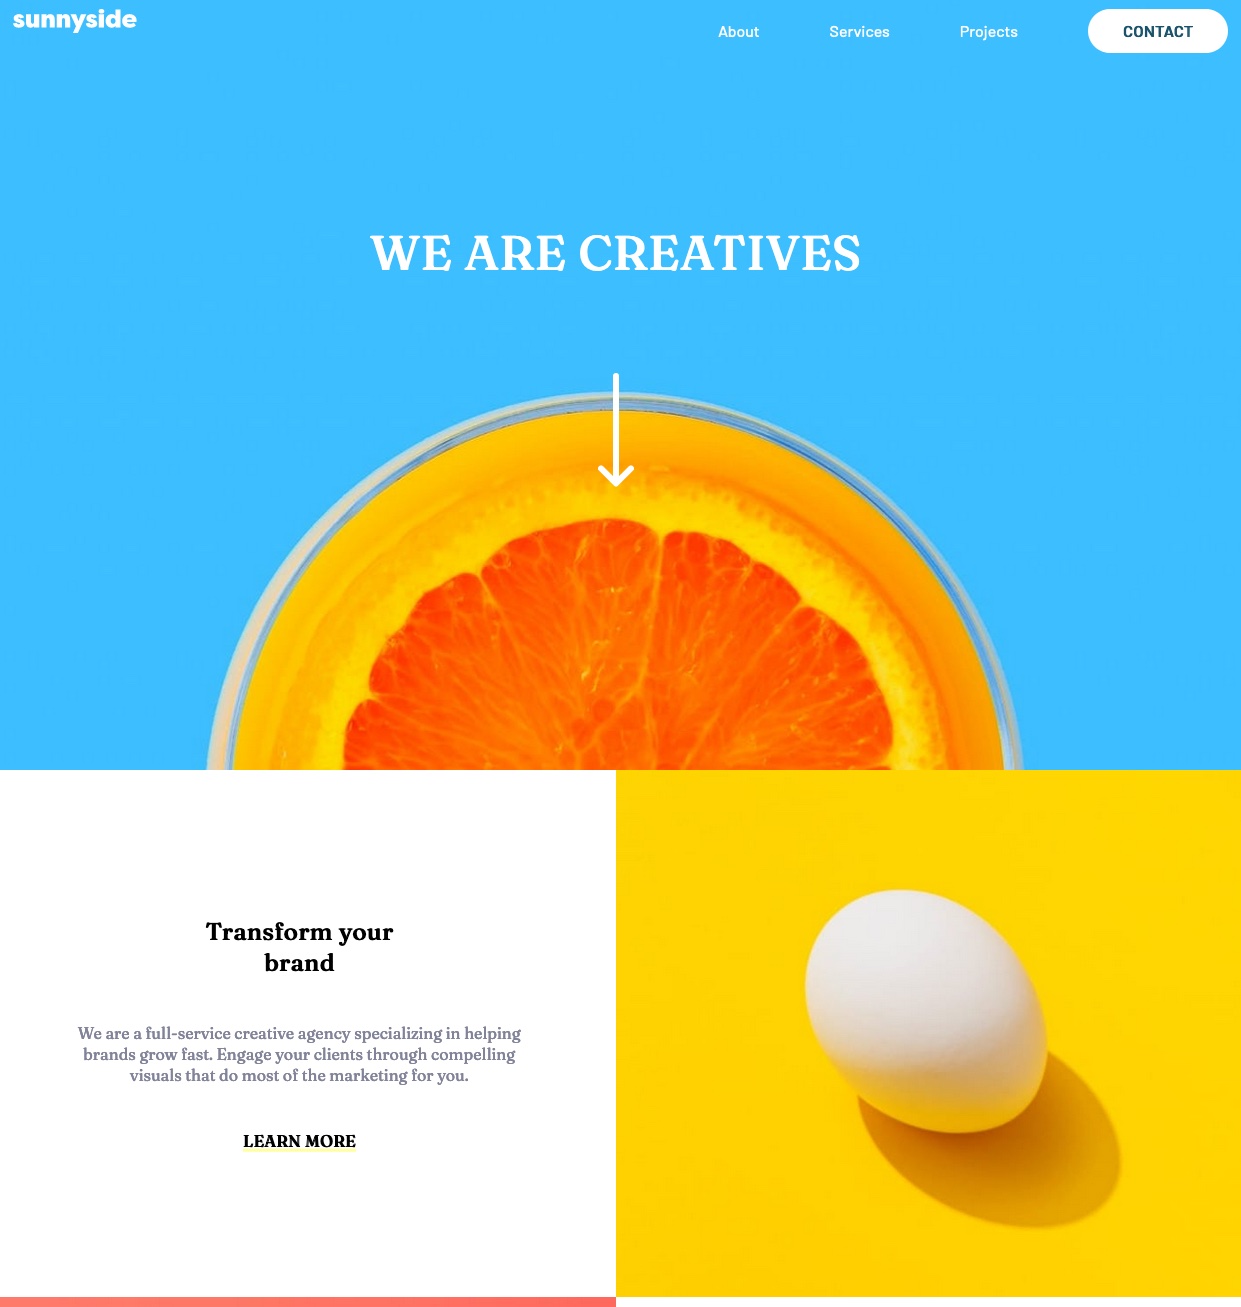 sunnyside
About
Services
Projects
CONTACT
WE ARE CREATIVES
Transform your
brand
We are a full-service creative agency specializing in helping
brands grow fast. Engage your clients through compelling
visuals that do most of the marketing for you.
LEARN MORE